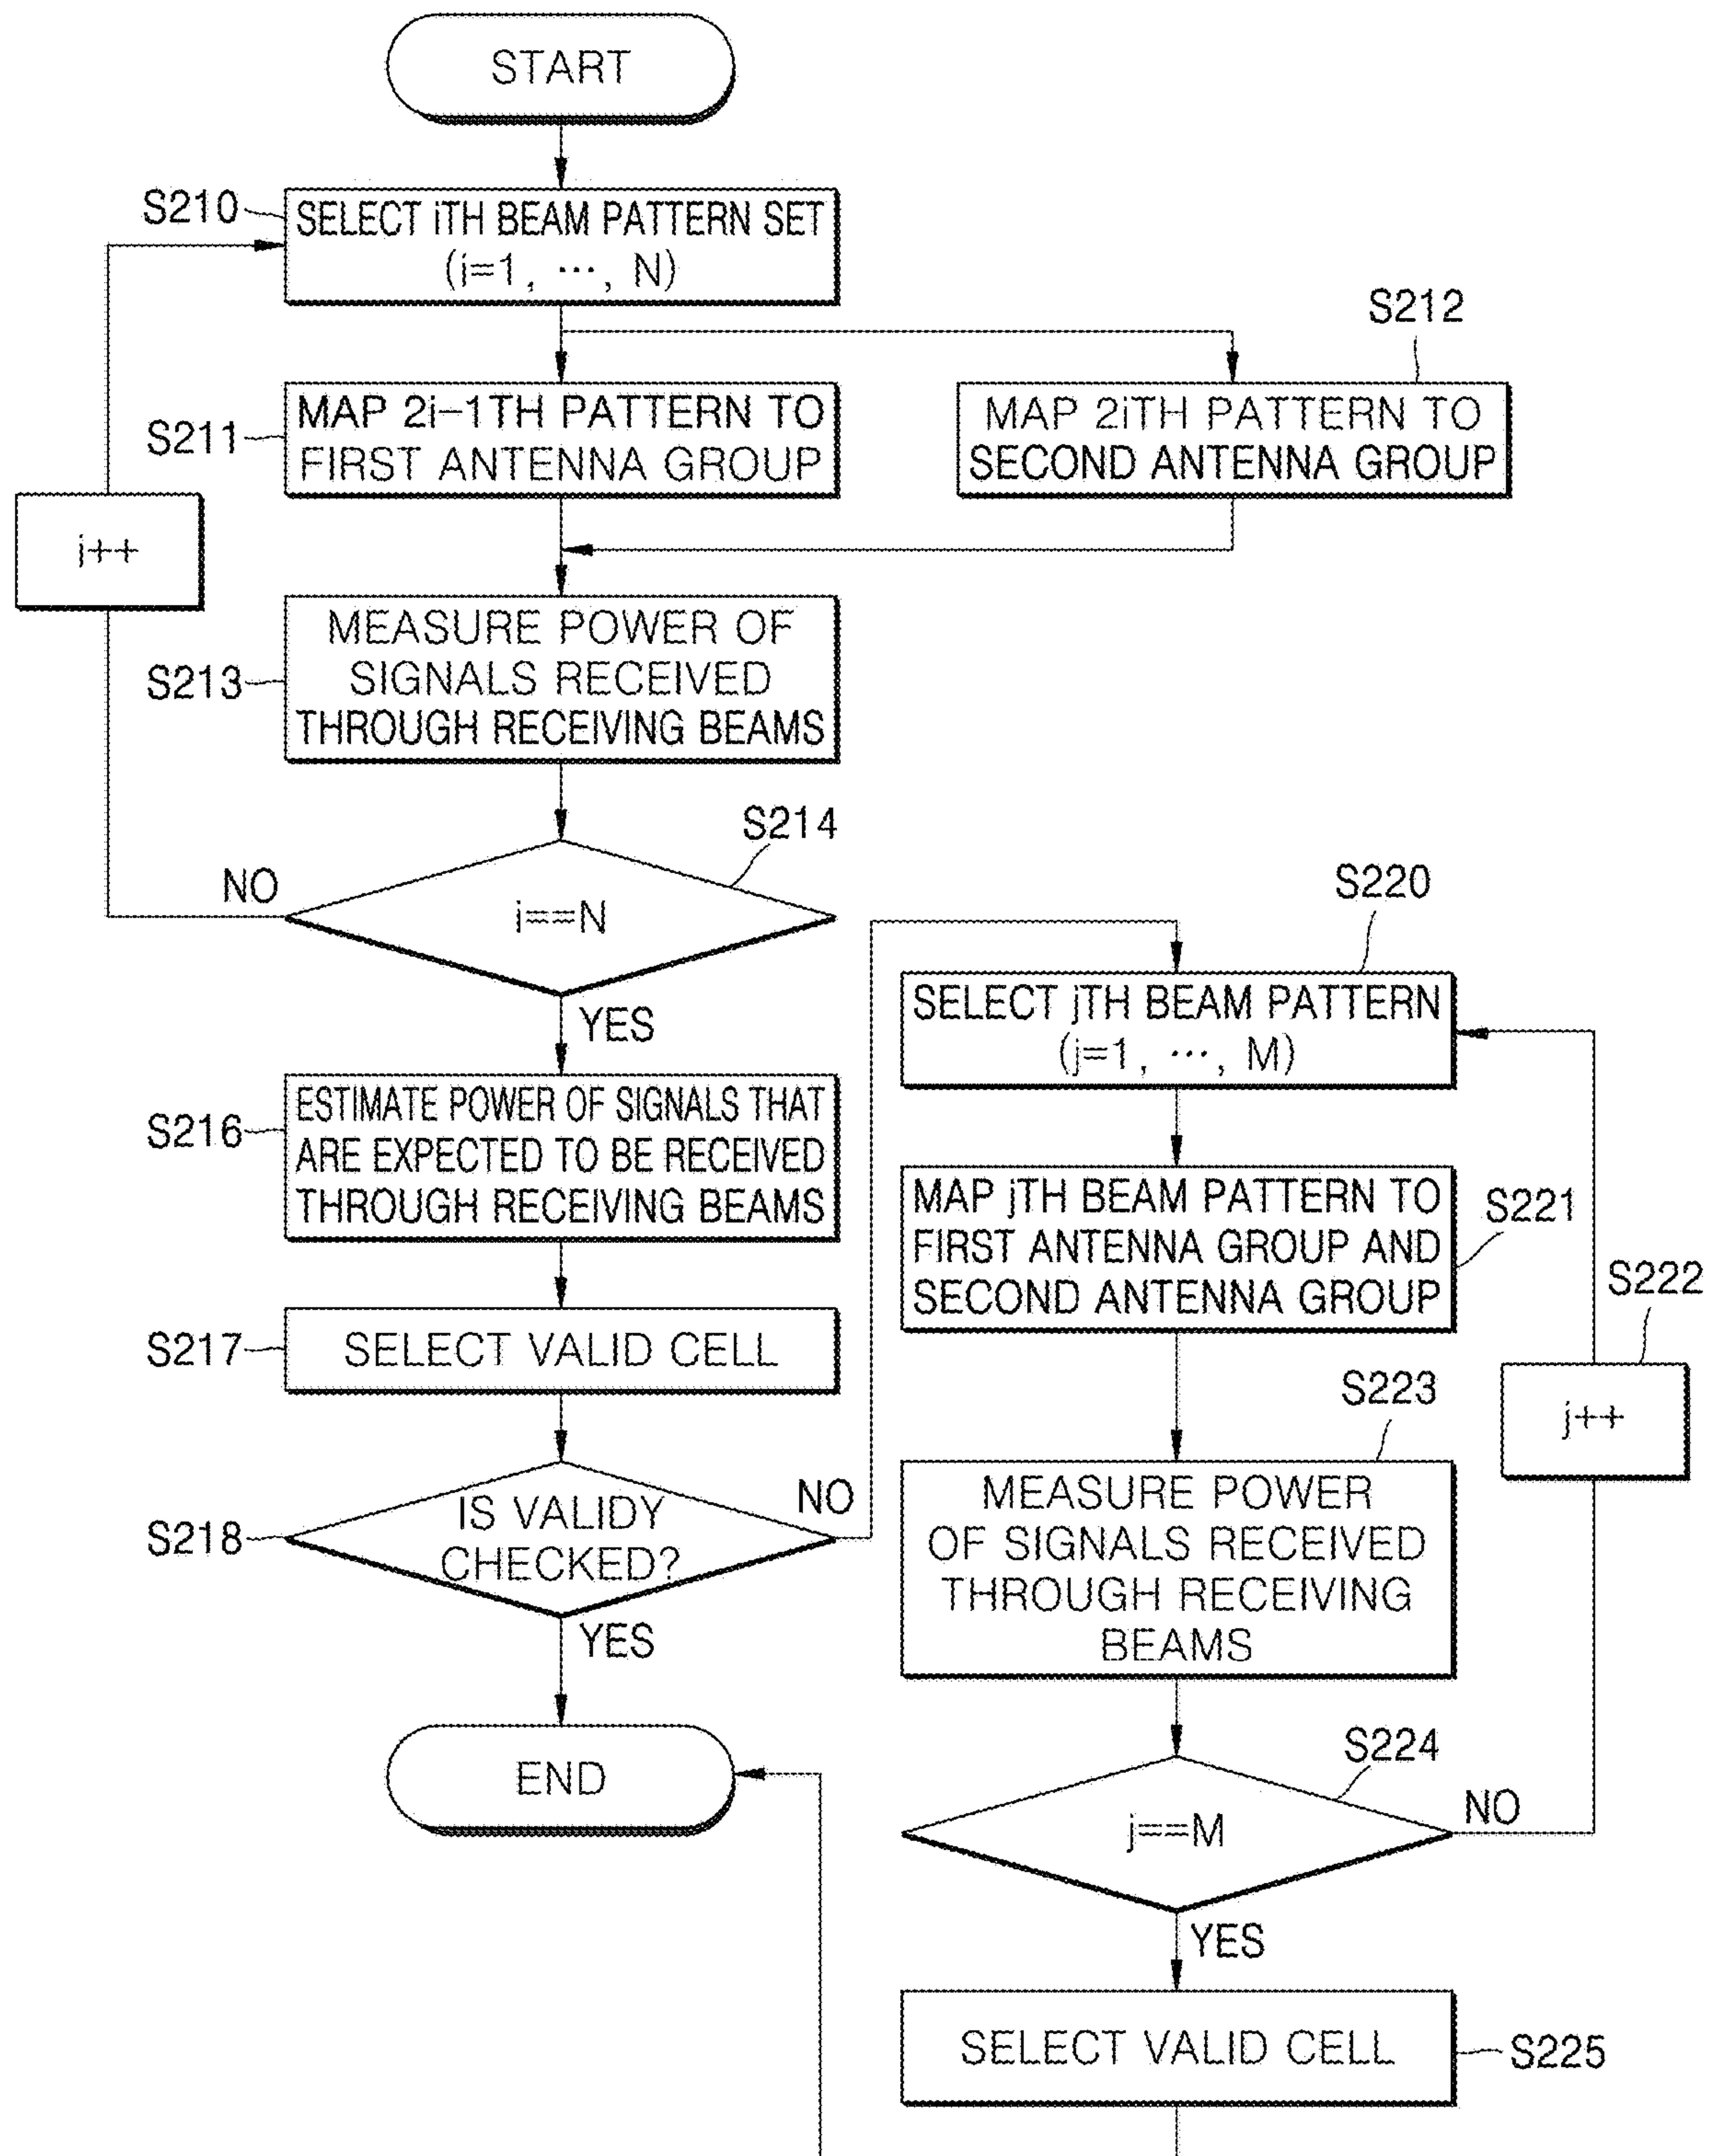 START
S210
SELECT iTH BEAM PATTERN SET
(i=1, ⋯, N)
S212
S211
MAP 2i-1TH PATTERN TO
FIRST ANTENNA GROUP
MAP 2iTH PATTERN TO
SECOND ANTENNA GROUP
i++
S213
MEASURE POWER OF
SIGNALS RECEIVED
THROUGH RECEIVING BEAMS
S214
NO
i==N
YES
S216
ESTIMATE POWER OF SIGNALS THAT
ARE EXPECTED TO BE RECEIVED
THROUGH RECEIVING BEAMS
S217
SELECT VALID CELL
S218
IS VALIDY
CHECKED?
NO
YES
END
S220
SELECT jTH BEAM PATTERN
(j=1, ⋯, M)
MAP jTH BEAM PATTERN TO
FIRST ANTENNA GROUP AND
SECOND ANTENNA GROUP
S221
S222
j++
S223
MEASURE POWER
OF SIGNALS RECEIVED
THROUGH RECEIVING
BEAMS
S224
j==M
NO
YES
SELECT VALID CELL
S225